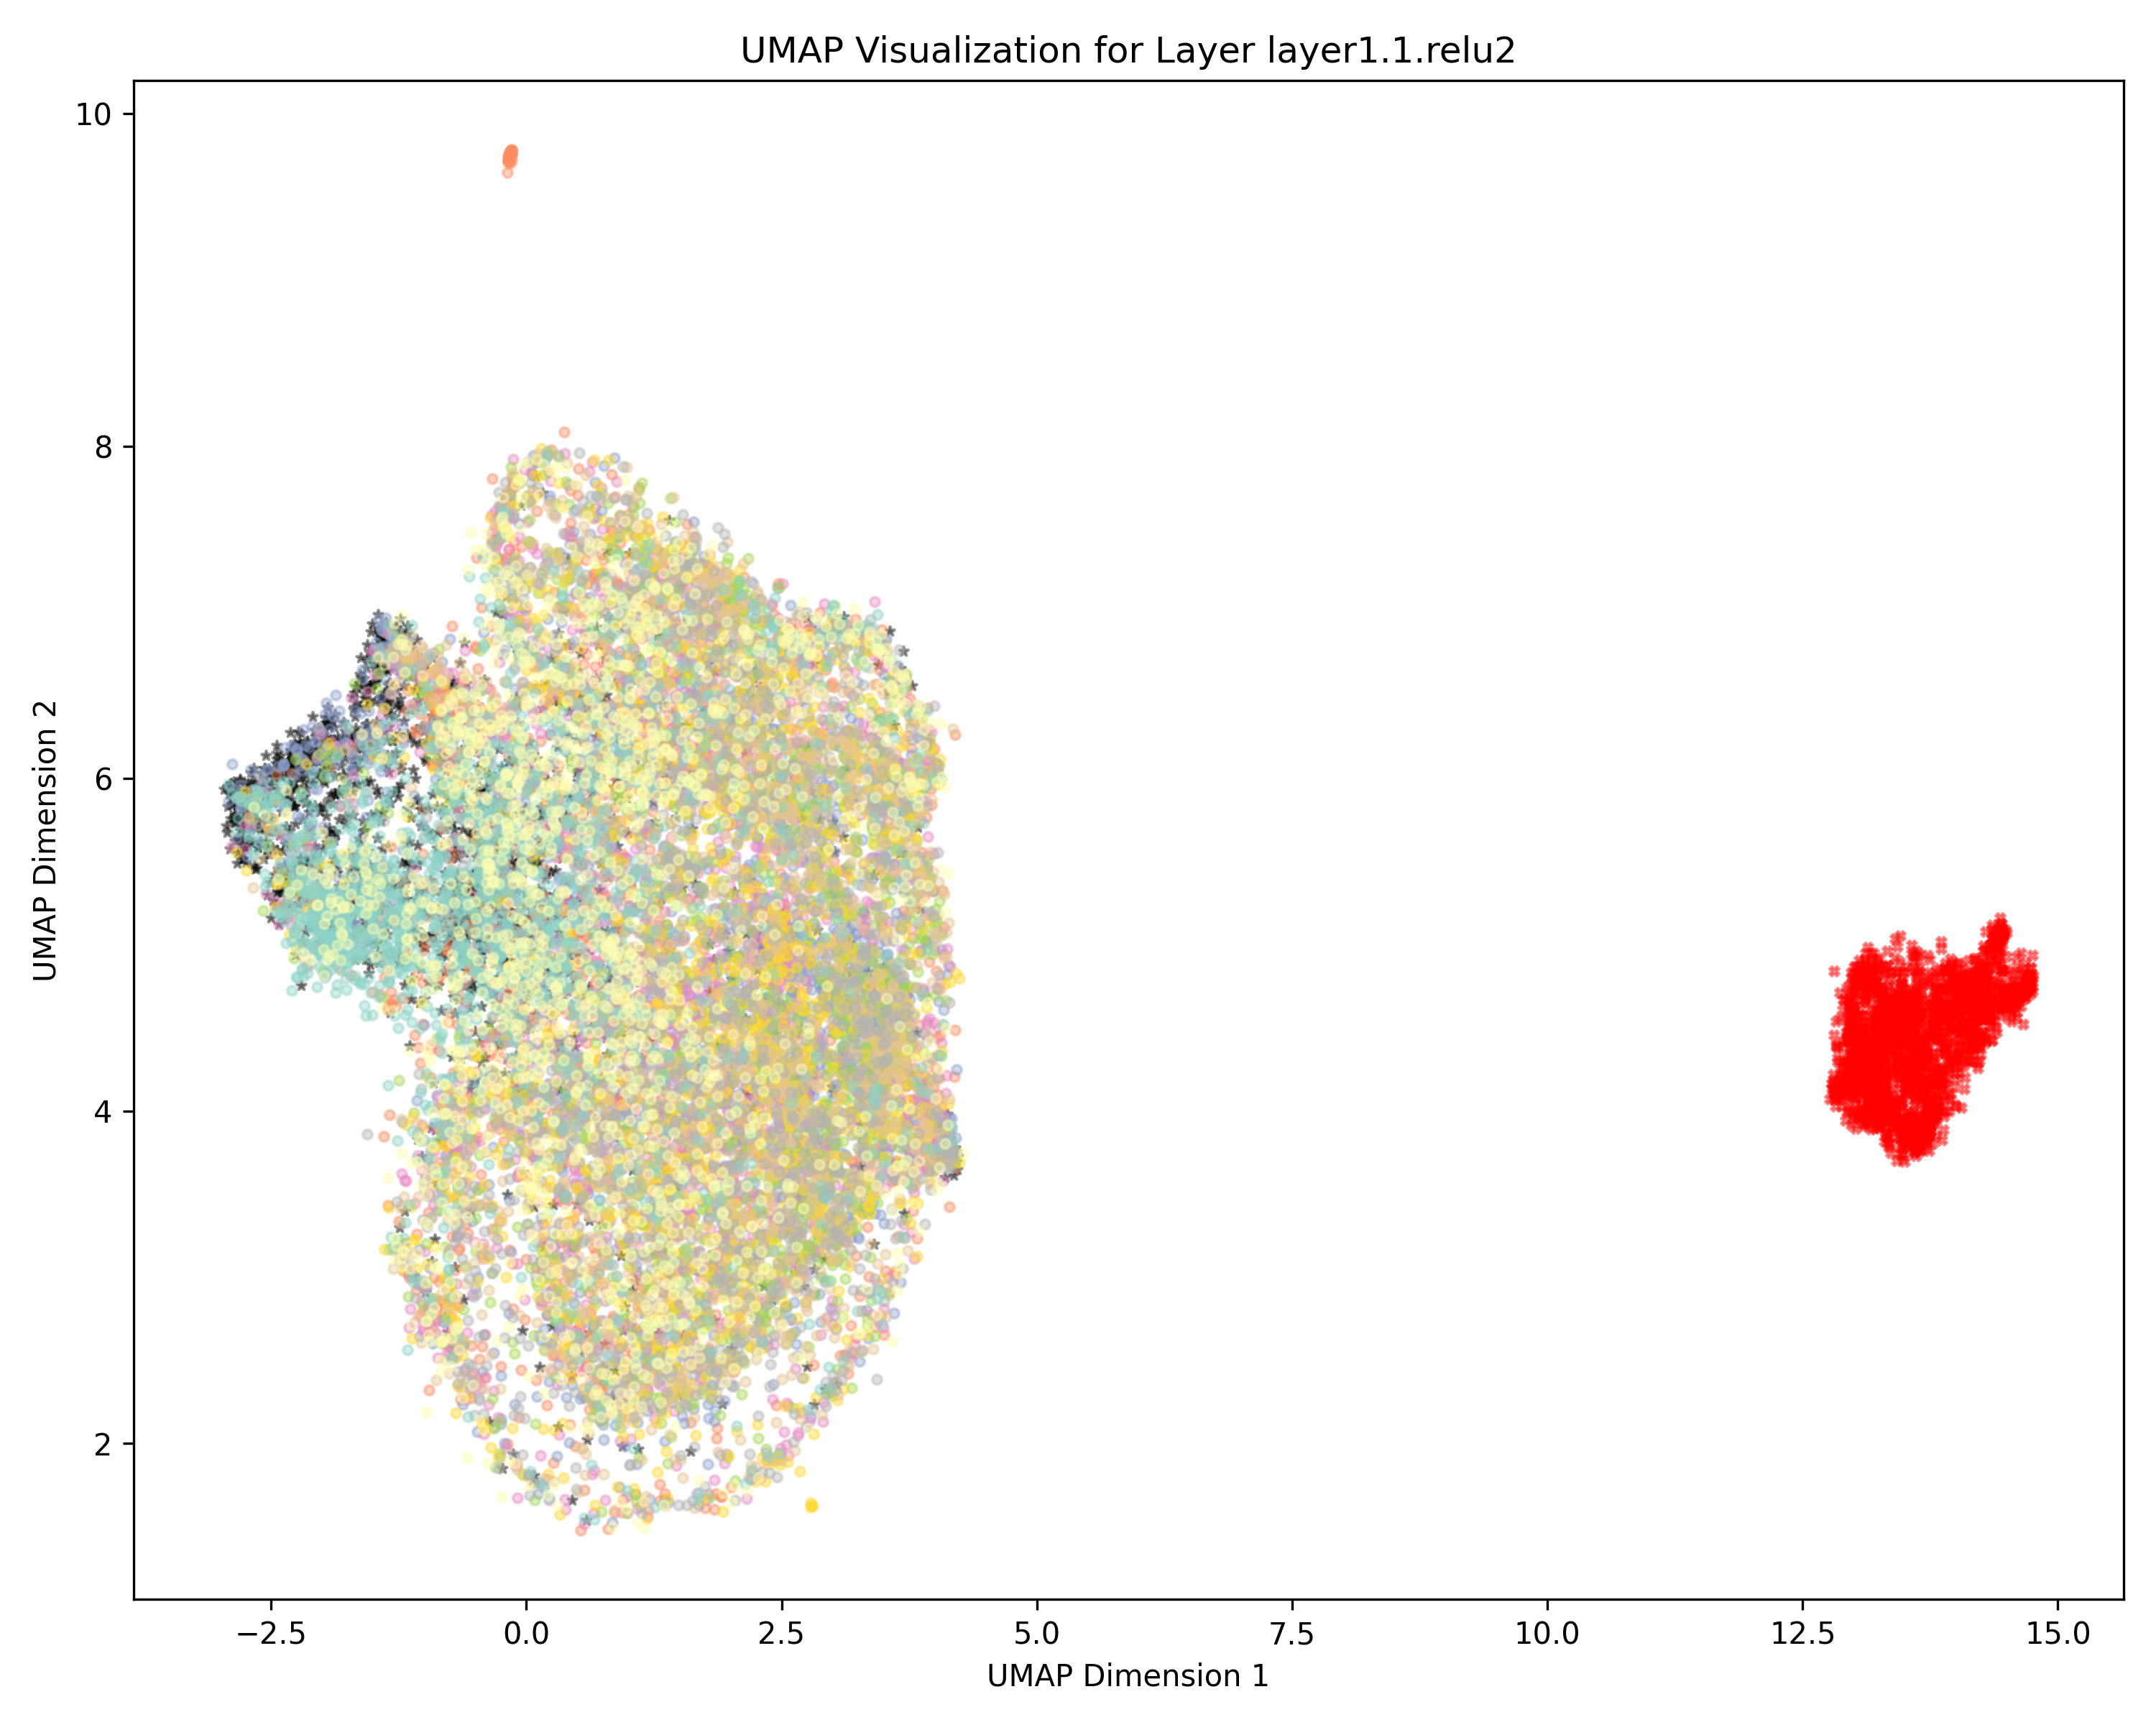 UMAP Visualization for Layer layer1.1.relu2
10
8
6
4
2
UMAP Dimension 2
−2.5 0.0 2.5 5.0 7.5 10.0 12.5 15.0
UMAP Dimension 1